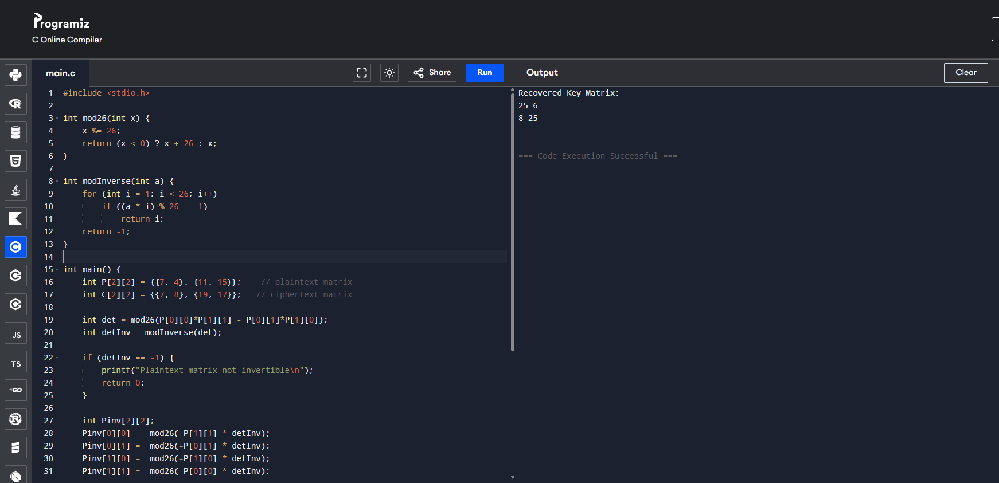 Programiz
C Online Compiler
main.c
Share
Run
Output
Clear
1 #include <stdio.h>
2
3 int mod26(int x) {
4     x %= 26;
5     return (x < 0) ? x + 26 : x;
6 }
7
8 int modInverse(int a) {
9     for (int i = 1; i < 26; i++)
10         if ((a * i) % 26 == 1)
11             return i;
12     return -1;
13 }
14
15 int main() {
16     int P[2][2] = {{7, 4}, {11, 15}};    // plaintext matrix
17     int C[2][2] = {{7, 8}, {19, 17}};   // ciphertext matrix
18
19     int det = mod26(P[0][0]*P[1][1] - P[0][1]*P[1][0]);
20     int detInv = modInverse(det);
21
22     if (detInv == -1) {
23         printf("Plaintext matrix not invertible\n");
24         return 0;
25     }
26
27     int Pinv[2][2];
28     Pinv[0][0] =  mod26( P[1][1] * detInv);
29     Pinv[0][1] =  mod26(-P[0][1] * detInv);
30     Pinv[1][0] =  mod26(-P[1][0] * detInv);
31     Pinv[1][1] =  mod26( P[0][0] * detInv);
Recovered Key Matrix:
25 6
8 25
=== Code Execution Successful ===
R
5
C
C
C
JS
TS
GO
R